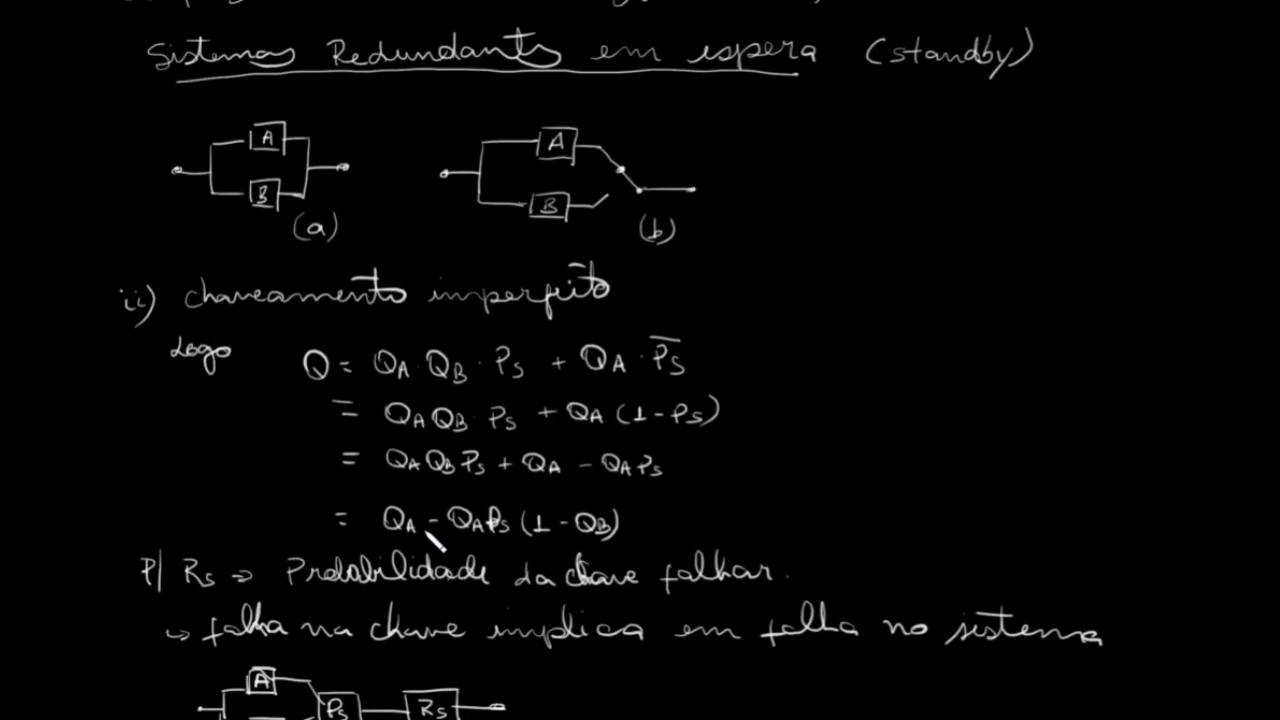 Sistemas Redundantes em espera (standby)
A
B
(a)
A
B
(b)
ii) chaveamento imperfeito
Logo Q = QA · QB · PS + QA · P̅S̅
= QA QB · PS + QA (1 - PS)
= QA QB PS + QA - QA PS
= QA - QA PS (1 - QB)
P/ RS => Probabilidade da chave falhar.
↳ falha na chave implica em falha no sistema
A
PS
RS